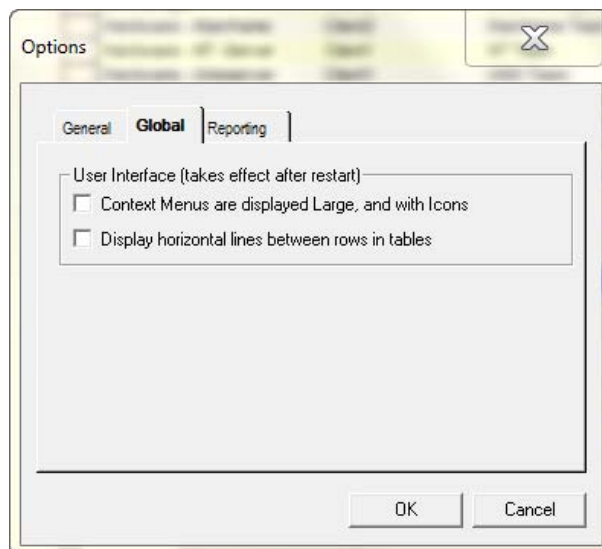 Options
General Global Reporting
User Interface (takes effect after restart)
Context Menus are displayed Large, and with Icons
Display horizontal lines between rows in tables
OK Cancel